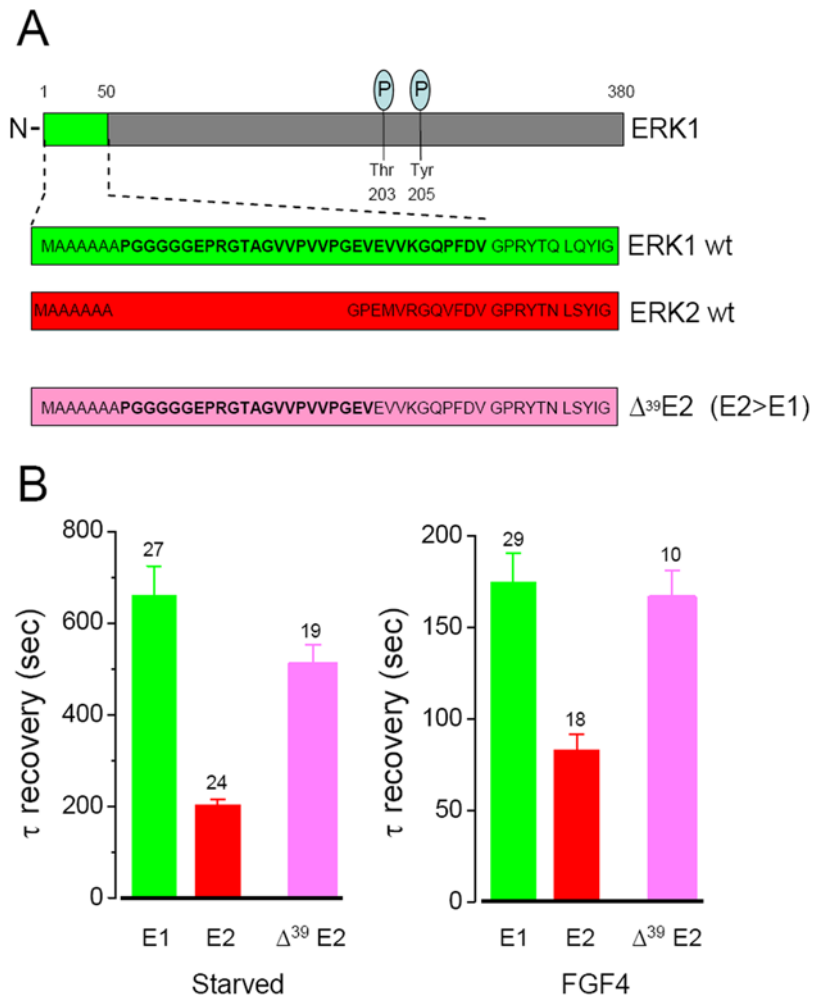 A
1 50 P P 380
N- ERK1
Thr Tyr
203 205
MAAAAAAPGGGGGEPRGTAGVVPVVPGEVEVVKGQPFDV GPRYTQ LQYIG ERK1 wt
MAAAAAA GPEMVRGQVFDV GPRYTN LSYIG ERK2 wt
MAAAAAAPGGGGGEPRGTAGVVPVVPGEVEVVKGQPFDV GPRYTN LSYIG Δ³⁹E2 (E2>E1)
B
τ recovery (sec)
800
600
400
200
0
27
24
19
E1 E2 Δ³⁹ E2
Starved
τ recovery (sec)
200
150
100
50
0
29
18
10
E1 E2 Δ³⁹ E2
FGF4